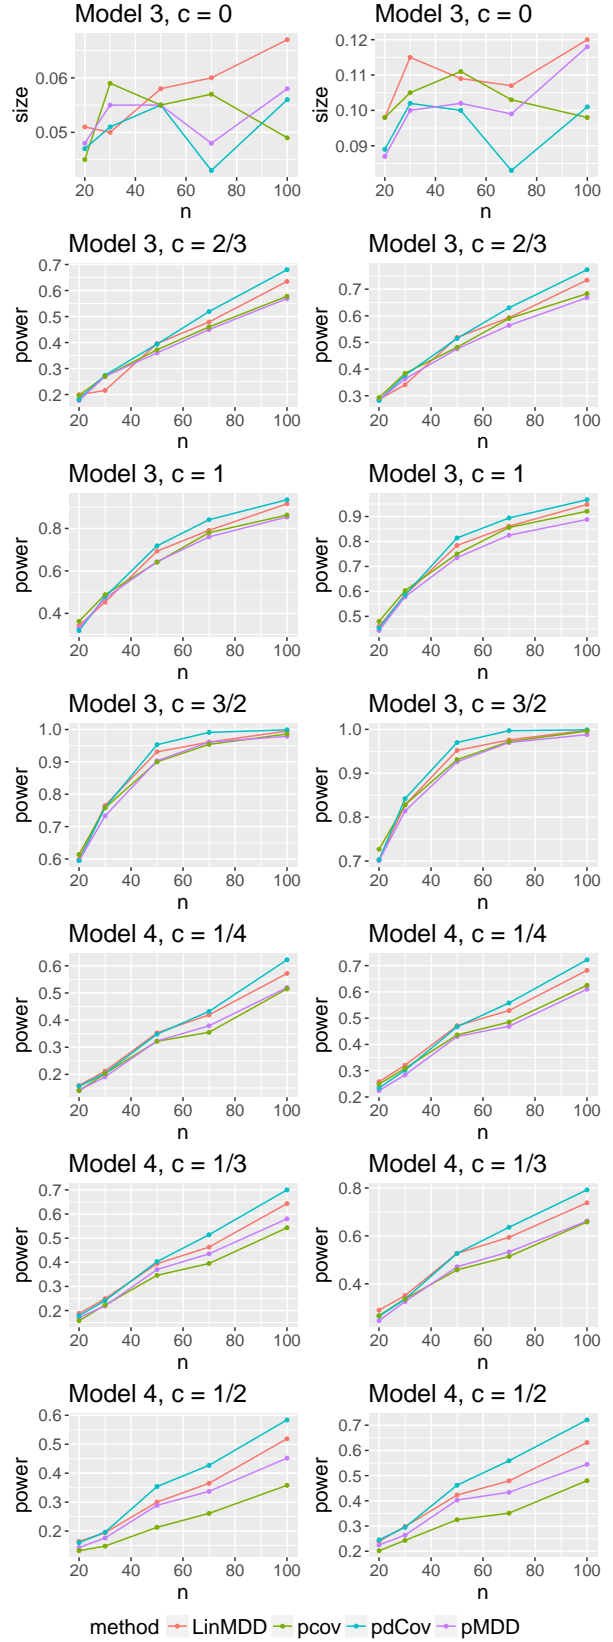 Model 3, c = 0
size
0.06
0.05
20 40 60 80 100
n
Model 3, c = 0
size
0.12
0.11
0.10
0.09
20 40 60 80 100
n
Model 3, c = 2/3
power
0.7
0.6
0.5
0.4
0.3
0.2
20 40 60 80 100
n
Model 3, c = 2/3
power
0.7
0.6
0.5
0.4
0.3
20 40 60 80 100
n
Model 3, c = 1
power
0.8
0.6
0.4
20 40 60 80 100
n
Model 3, c = 1
power
0.9
0.8
0.7
0.6
0.5
20 40 60 80 100
n
Model 3, c = 3/2
power
1.0
0.9
0.8
0.7
0.6
20 40 60 80 100
n
Model 3, c = 3/2
power
1.0
0.9
0.8
0.7
20 40 60 80 100
n
Model 4, c = 1/4
power
0.6
0.5
0.4
0.3
0.2
20 40 60 80 100
n
Model 4, c = 1/4
power
0.7
0.6
0.5
0.4
0.3
0.2
20 40 60 80 100
n
Model 4, c = 1/3
power
0.7
0.6
0.5
0.4
0.3
0.2
20 40 60 80 100
n
Model 4, c = 1/3
power
0.8
0.6
0.4
20 40 60 80 100
n
Model 4, c = 1/2
power
0.6
0.5
0.4
0.3
0.2
20 40 60 80 100
n
Model 4, c = 1/2
power
0.7
0.6
0.5
0.4
0.3
0.2
20 40 60 80 100
n
method LinMDD pcov pdCov pMDD